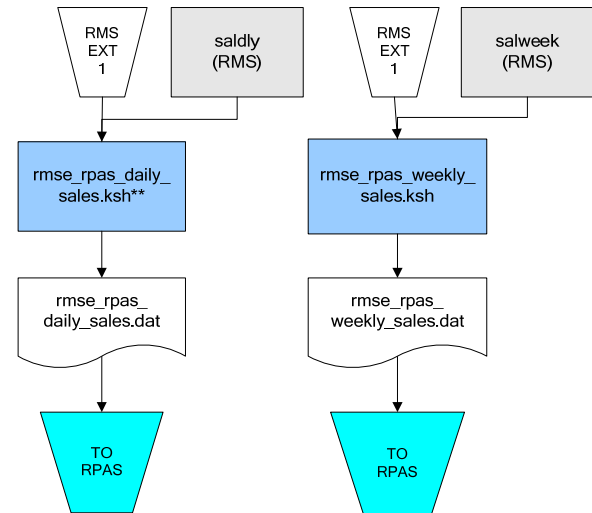 RMS
EXT
1
saldly
(RMS)
RMS
EXT
1
salweek
(RMS)
rmse_rpas_daily_
sales.ksh**
rmse_rpas_weekly_
sales.ksh
rmse_rpas_
daily_sales.dat
rmse_rpas_
weekly_sales.dat
TO
RPAS
TO
RPAS